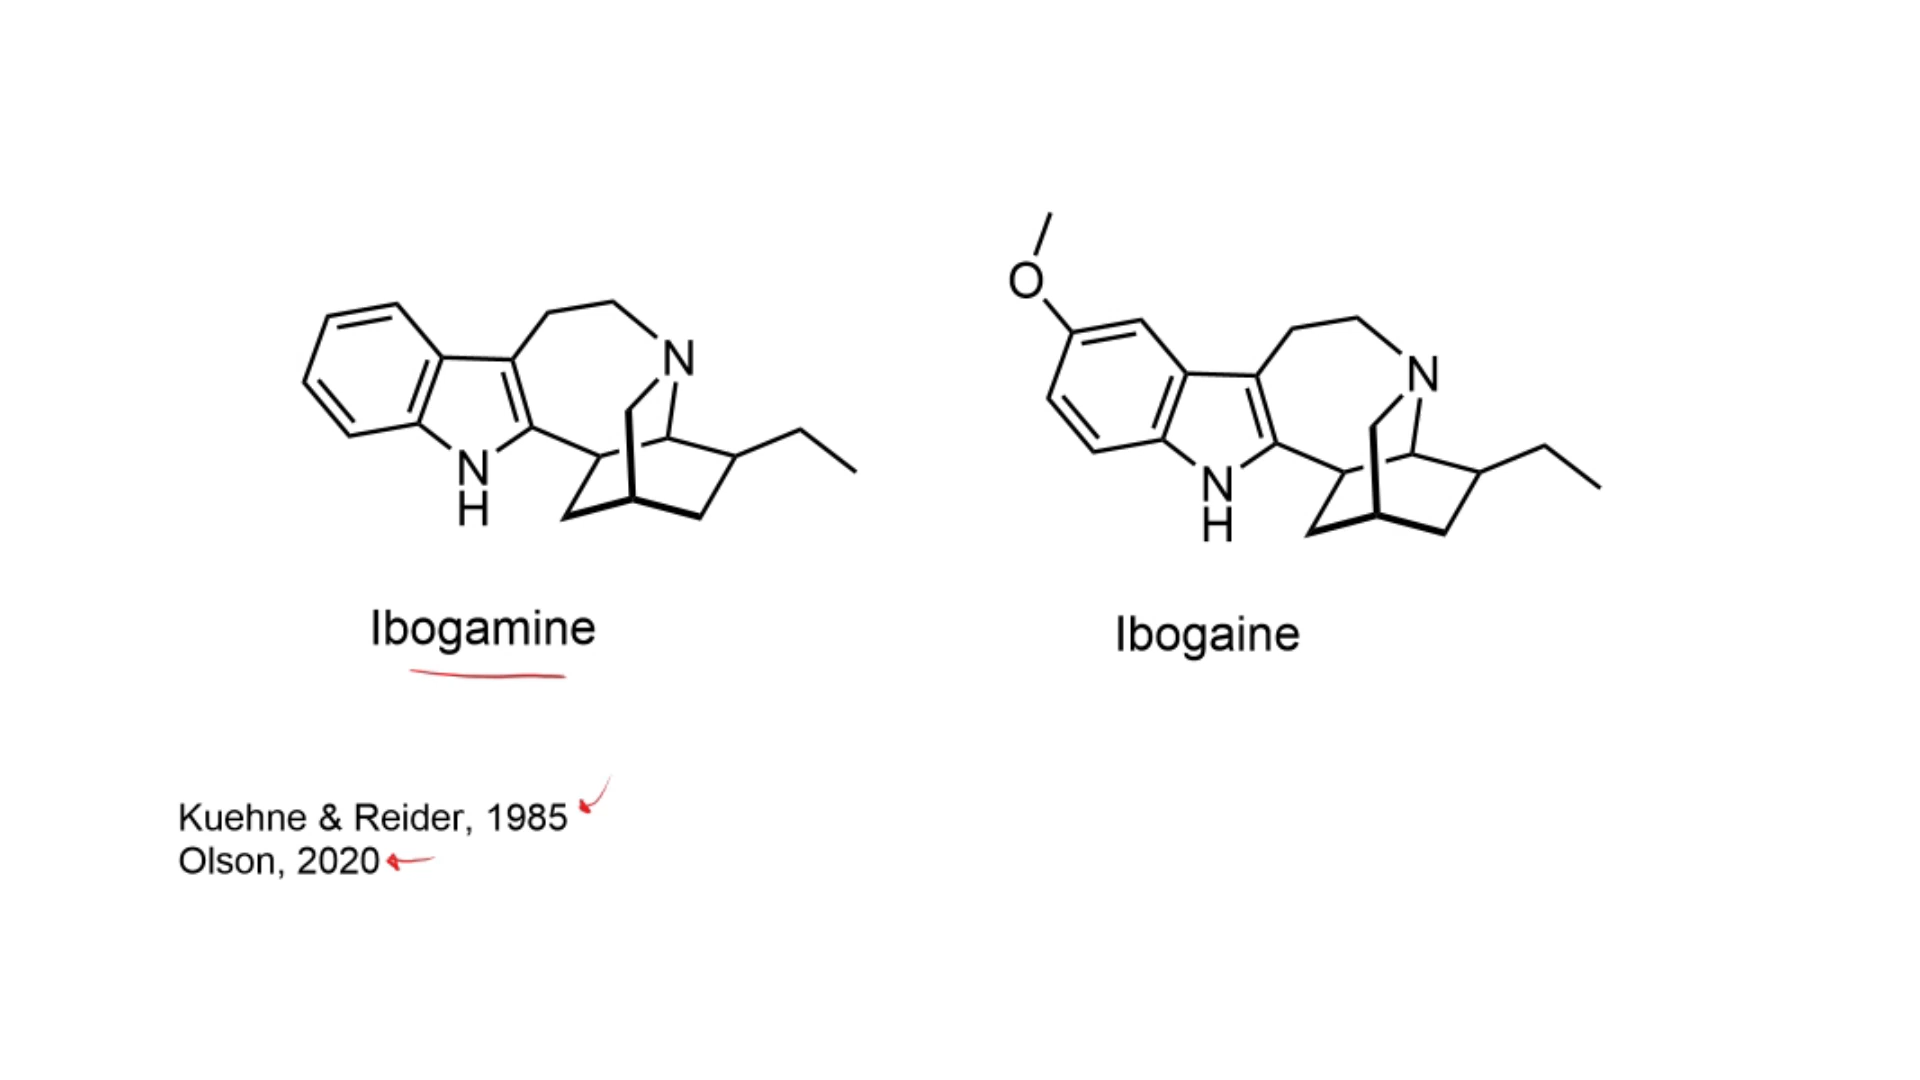 N
N
H
Ibogamine
O
N
N
H
Ibogaine
Kuehne & Reider, 1985
Olson, 2020